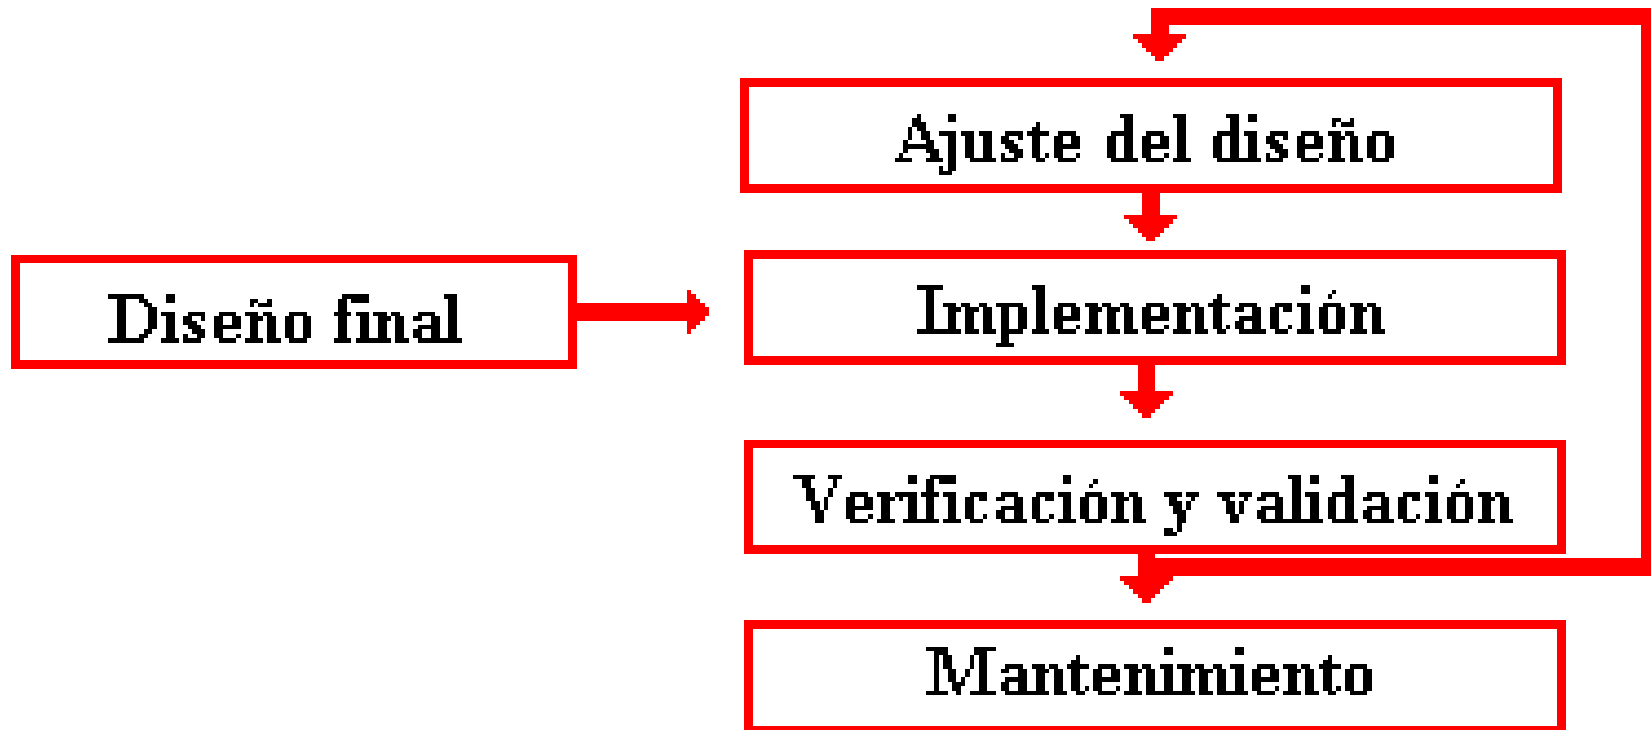 Ajuste del diseño
Diseño final
Implementación
Verificación y validación
Mantenimiento